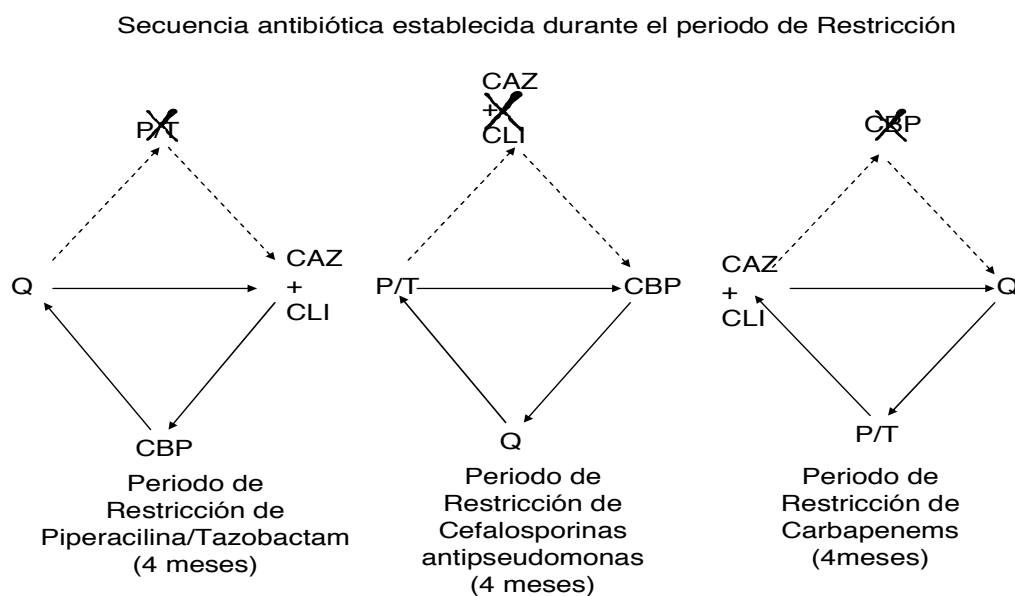 Secuencia antibiótica establecida durante el periodo de Restricción
P/T
Q
CAZ
+
CLI
CBP
Periodo de
Restricción de
Piperacilina/Tazobactam
(4 meses)
CAZ
+
CLI
P/T
CBP
Q
Periodo de
Restricción de
Cefalosporinas
antipseudomonas
(4 meses)
CBP
CAZ
+
CLI
Q
P/T
Periodo de
Restricción de
Carbapenems
(4meses)